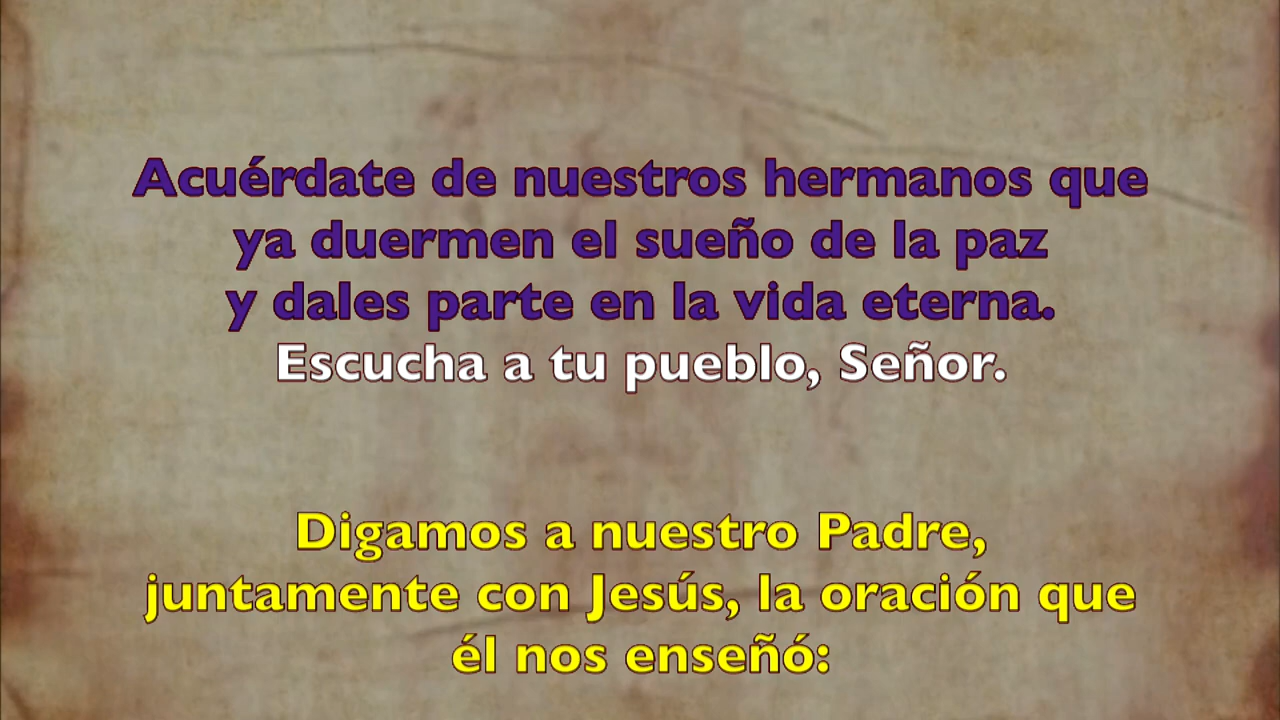 Acuérdate de nuestros hermanos que
ya duermen el sueño de la paz
y dales parte en la vida eterna.
Escucha a tu pueblo, Señor.
Digamos a nuestro Padre,
juntamente con Jesús, la oración que
él nos enseñó: